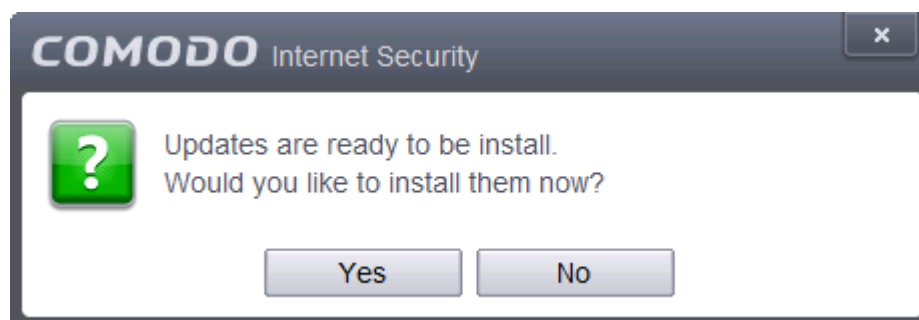 COMODO Internet Security
Updates are ready to be install.
Would you like to install them now?
Yes No